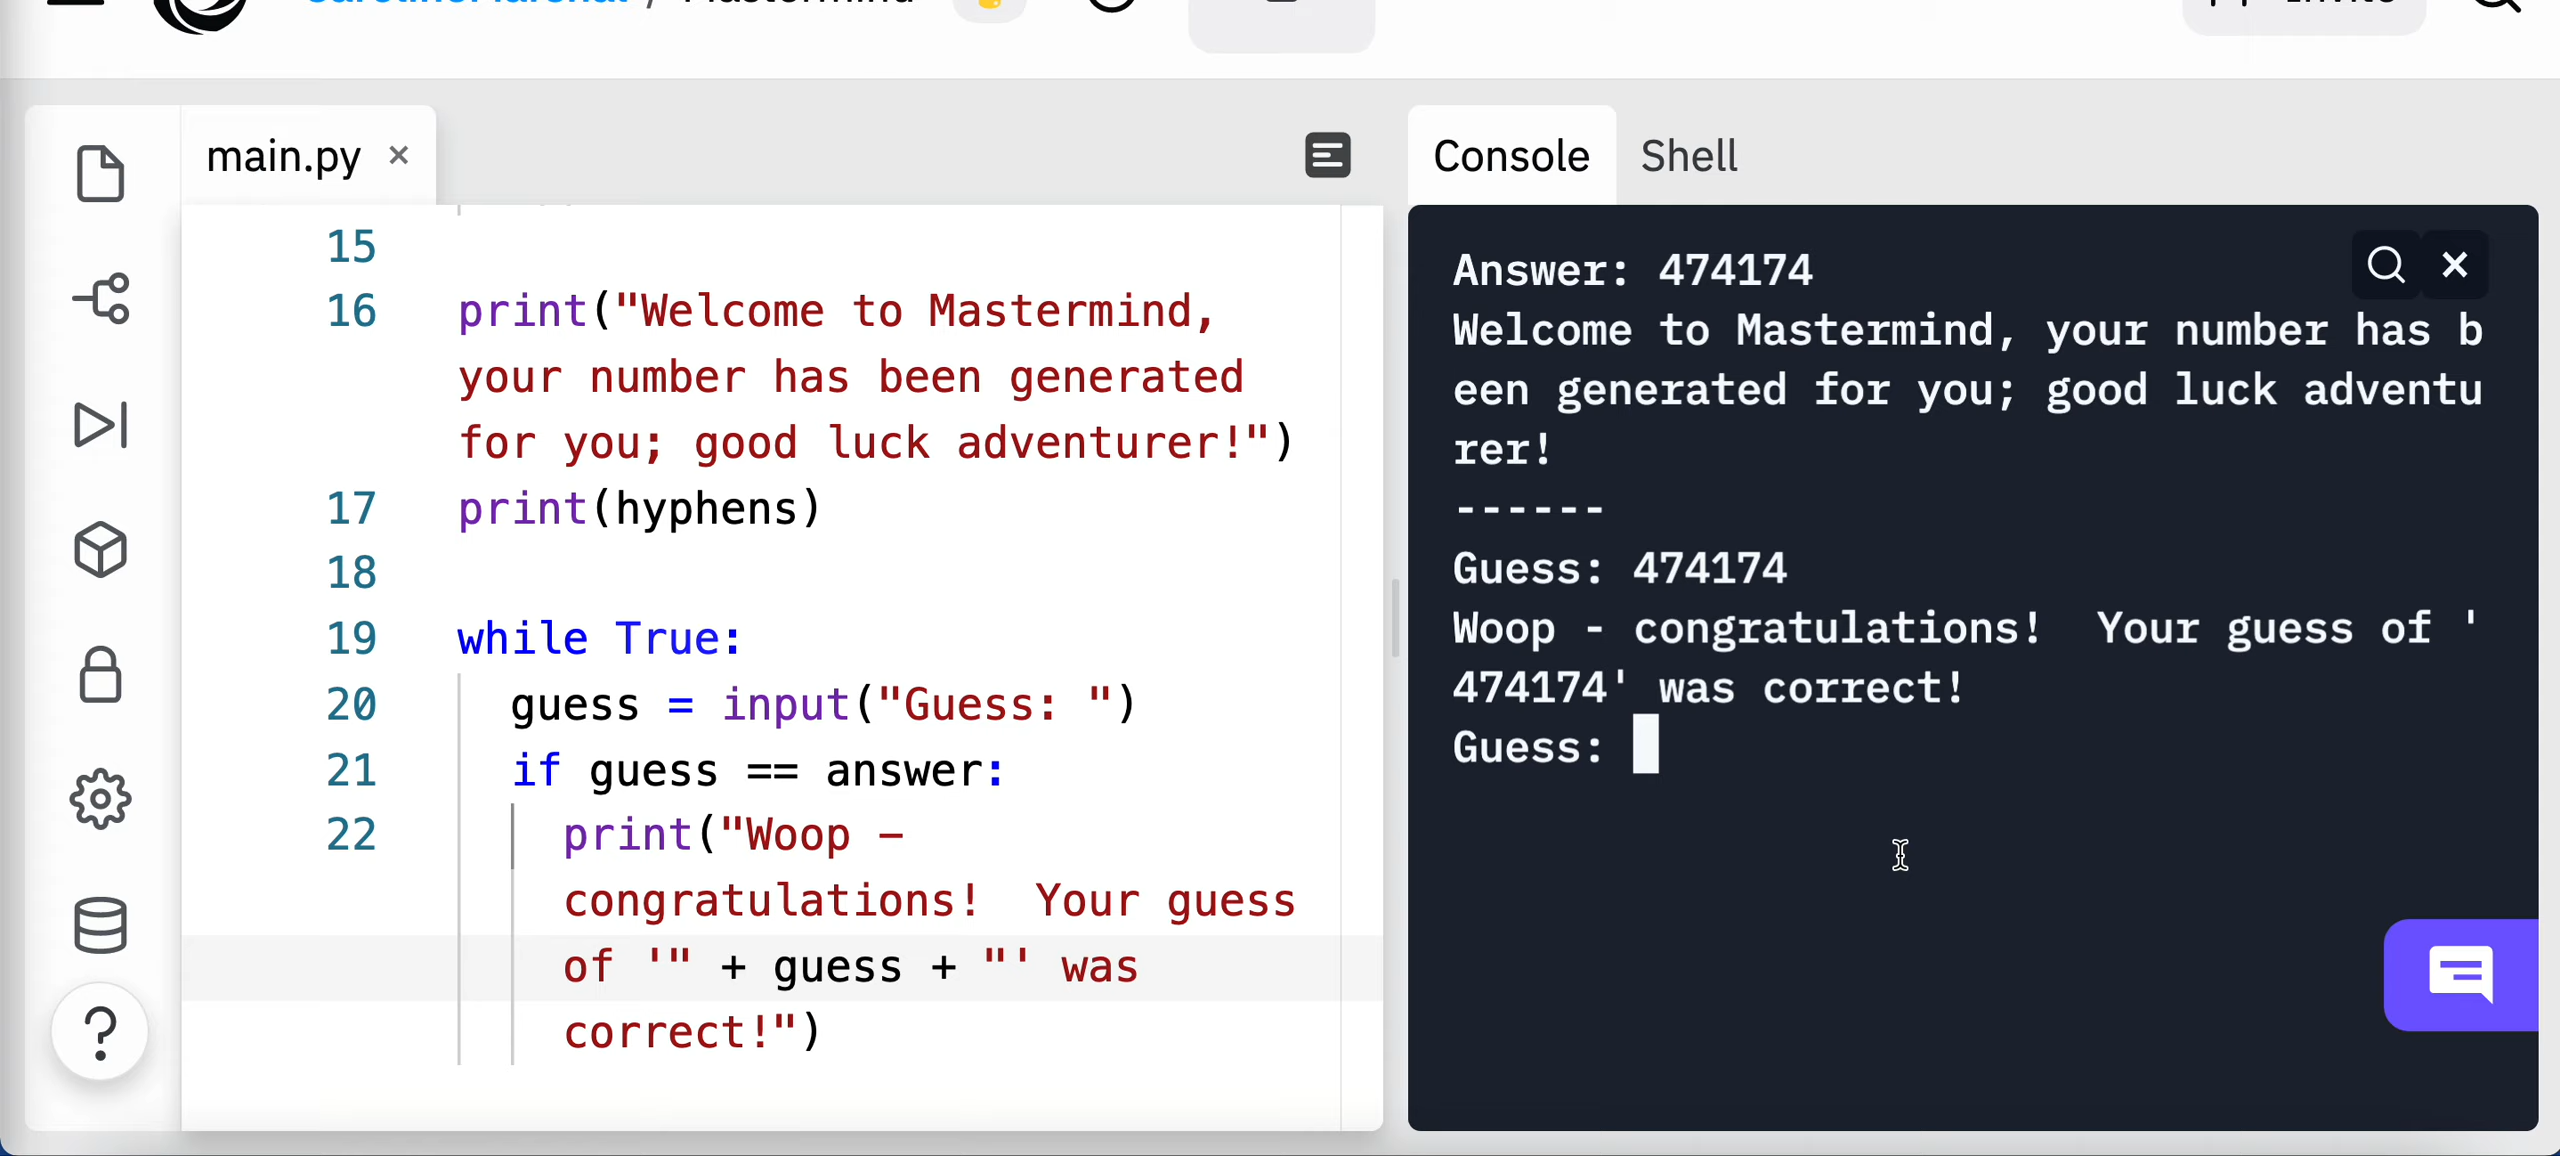 main.py ×
Console
Shell
15
16 print("Welcome to Mastermind,
your number has been generated
for you; good luck adventurer!")
17 print(hyphens)
18
19 while True:
20 guess = input("Guess: ")
21 if guess == answer:
22 print("Woop -
congratulations!  Your guess
of '" + guess + "' was
correct!")
Answer: 474174
Welcome to Mastermind, your number has b
een generated for you; good luck adventu
rer!
------
Guess: 474174
Woop - congratulations!  Your guess of '
474174' was correct!
Guess: